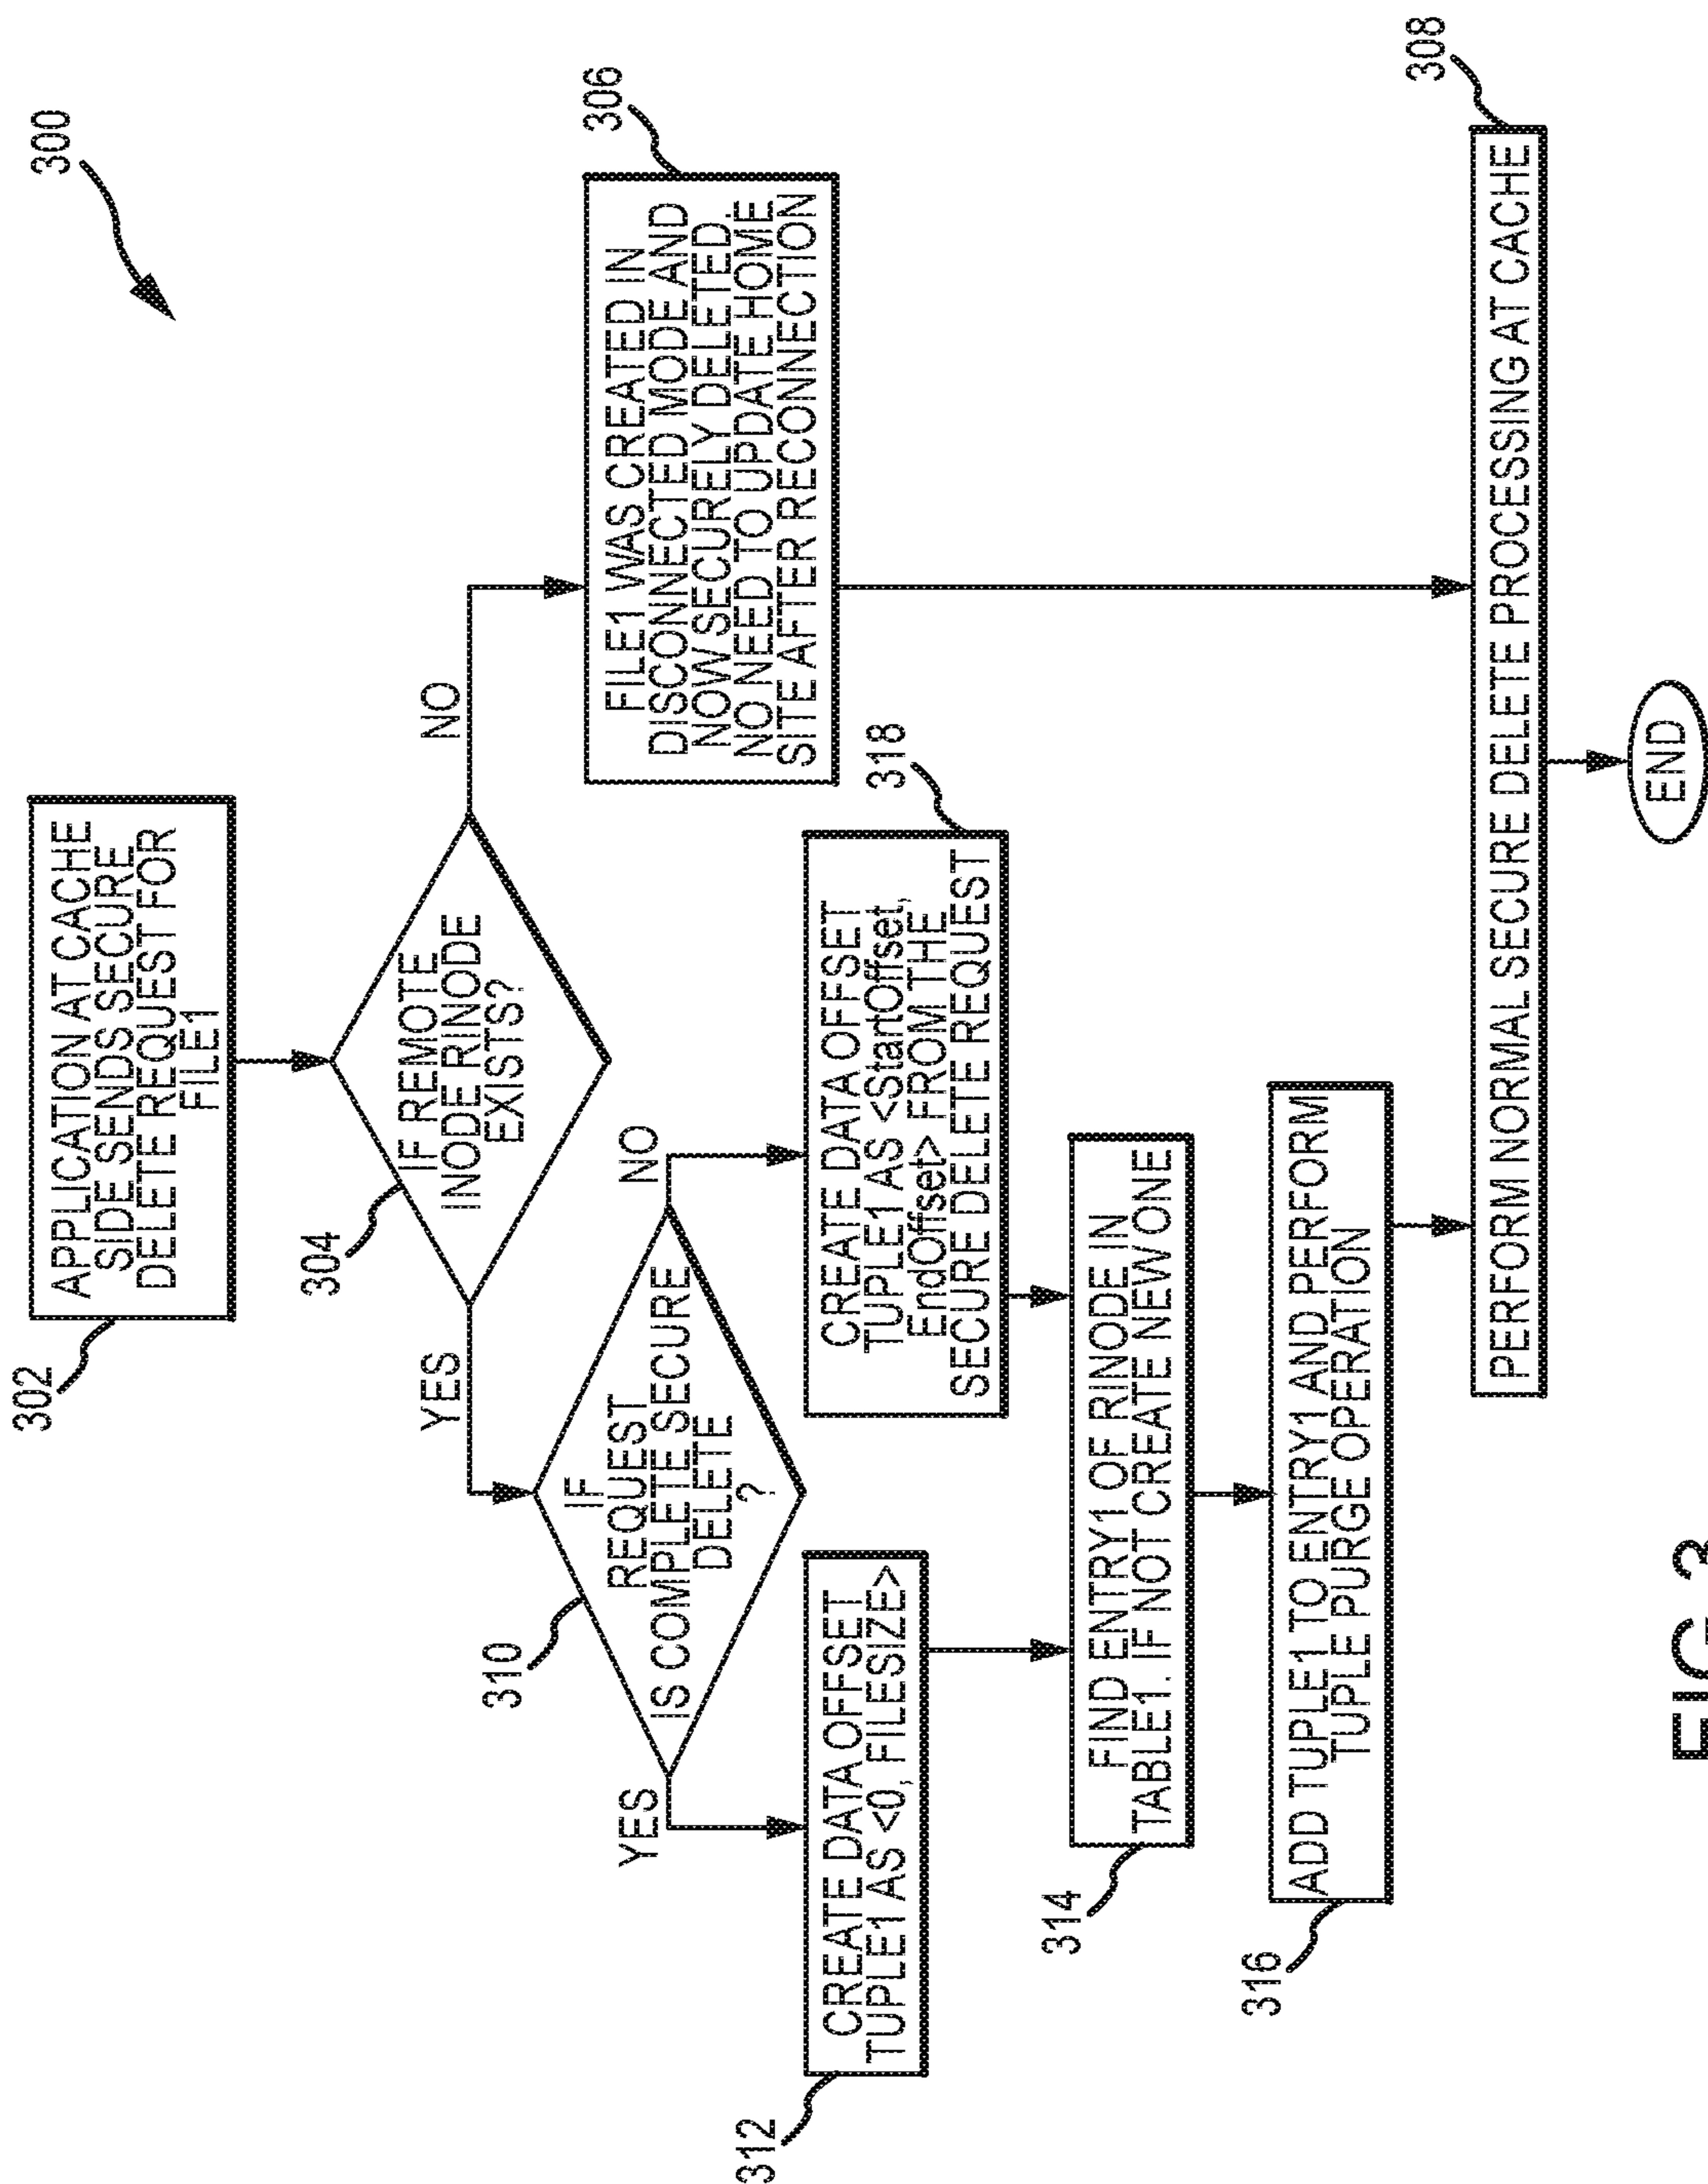 300
302
APPLICATION AT CACHE
SIDE SENDS SECURE
DELETE REQUEST FOR
FILE1
304
IF REMOTE
INODE RINODE
EXISTS?
YES
NO
306
FILE1 WAS CREATED IN
DISCONNECTED MODE AND
NOW SECURELY DELETED.
NO NEED TO UPDATE HOME
SITE AFTER RECONNECTION
310
IF
REQUEST
IS COMPLETE SECURE
DELETE
?
YES
NO
312
CREATE DATA OFFSET
TUPLE1 AS <0, FILESIZE>
318
CREATE DATA OFFSET
TUPLE1 AS <StartOffset,
EndOffset> FROM THE
SECURE DELETE REQUEST
314
FIND ENTRY1 OF RINODE IN
TABLE1. IF NOT CREATE NEW ONE
316
ADD TUPLE1 TO ENTRY1 AND PERFORM
TUPLE PURGE OPERATION
308
PERFORM NORMAL SECURE DELETE PROCESSING AT CACHE
END
FIG. 3